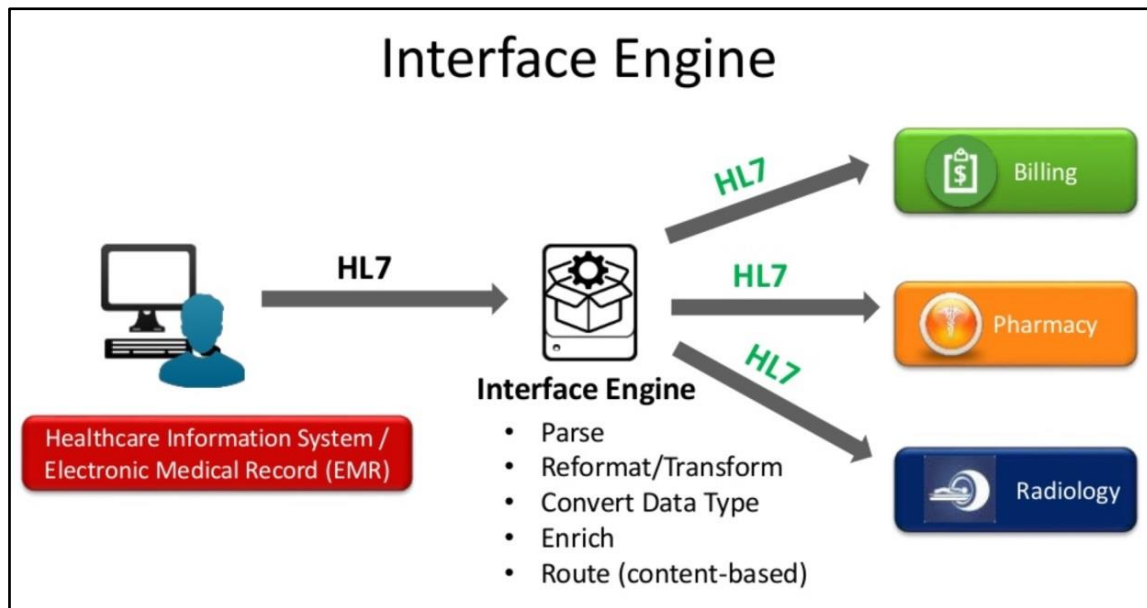 Interface Engine
HL7
HL7
HL7
HL7
Billing
Pharmacy
Radiology
Healthcare Information System /
Electronic Medical Record (EMR)
Interface Engine
• Parse
• Reformat/Transform
• Convert Data Type
• Enrich
• Route (content-based)